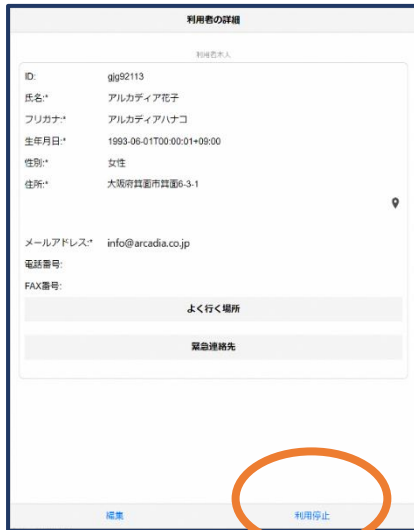 利用者の詳細
利用者本人
ID: gjg92113
氏名:* アルカディア花子
フリガナ:* アルカディアハナコ
生年月日:* 1993-06-01T00:00:01+09:00
性別:* 女性
住所:* 大阪府箕面市箕面6-3-1
メールアドレス:* info@arcadia.co.jp
電話番号:
FAX番号:
よく行く場所
緊急連絡先
編集 利用停止